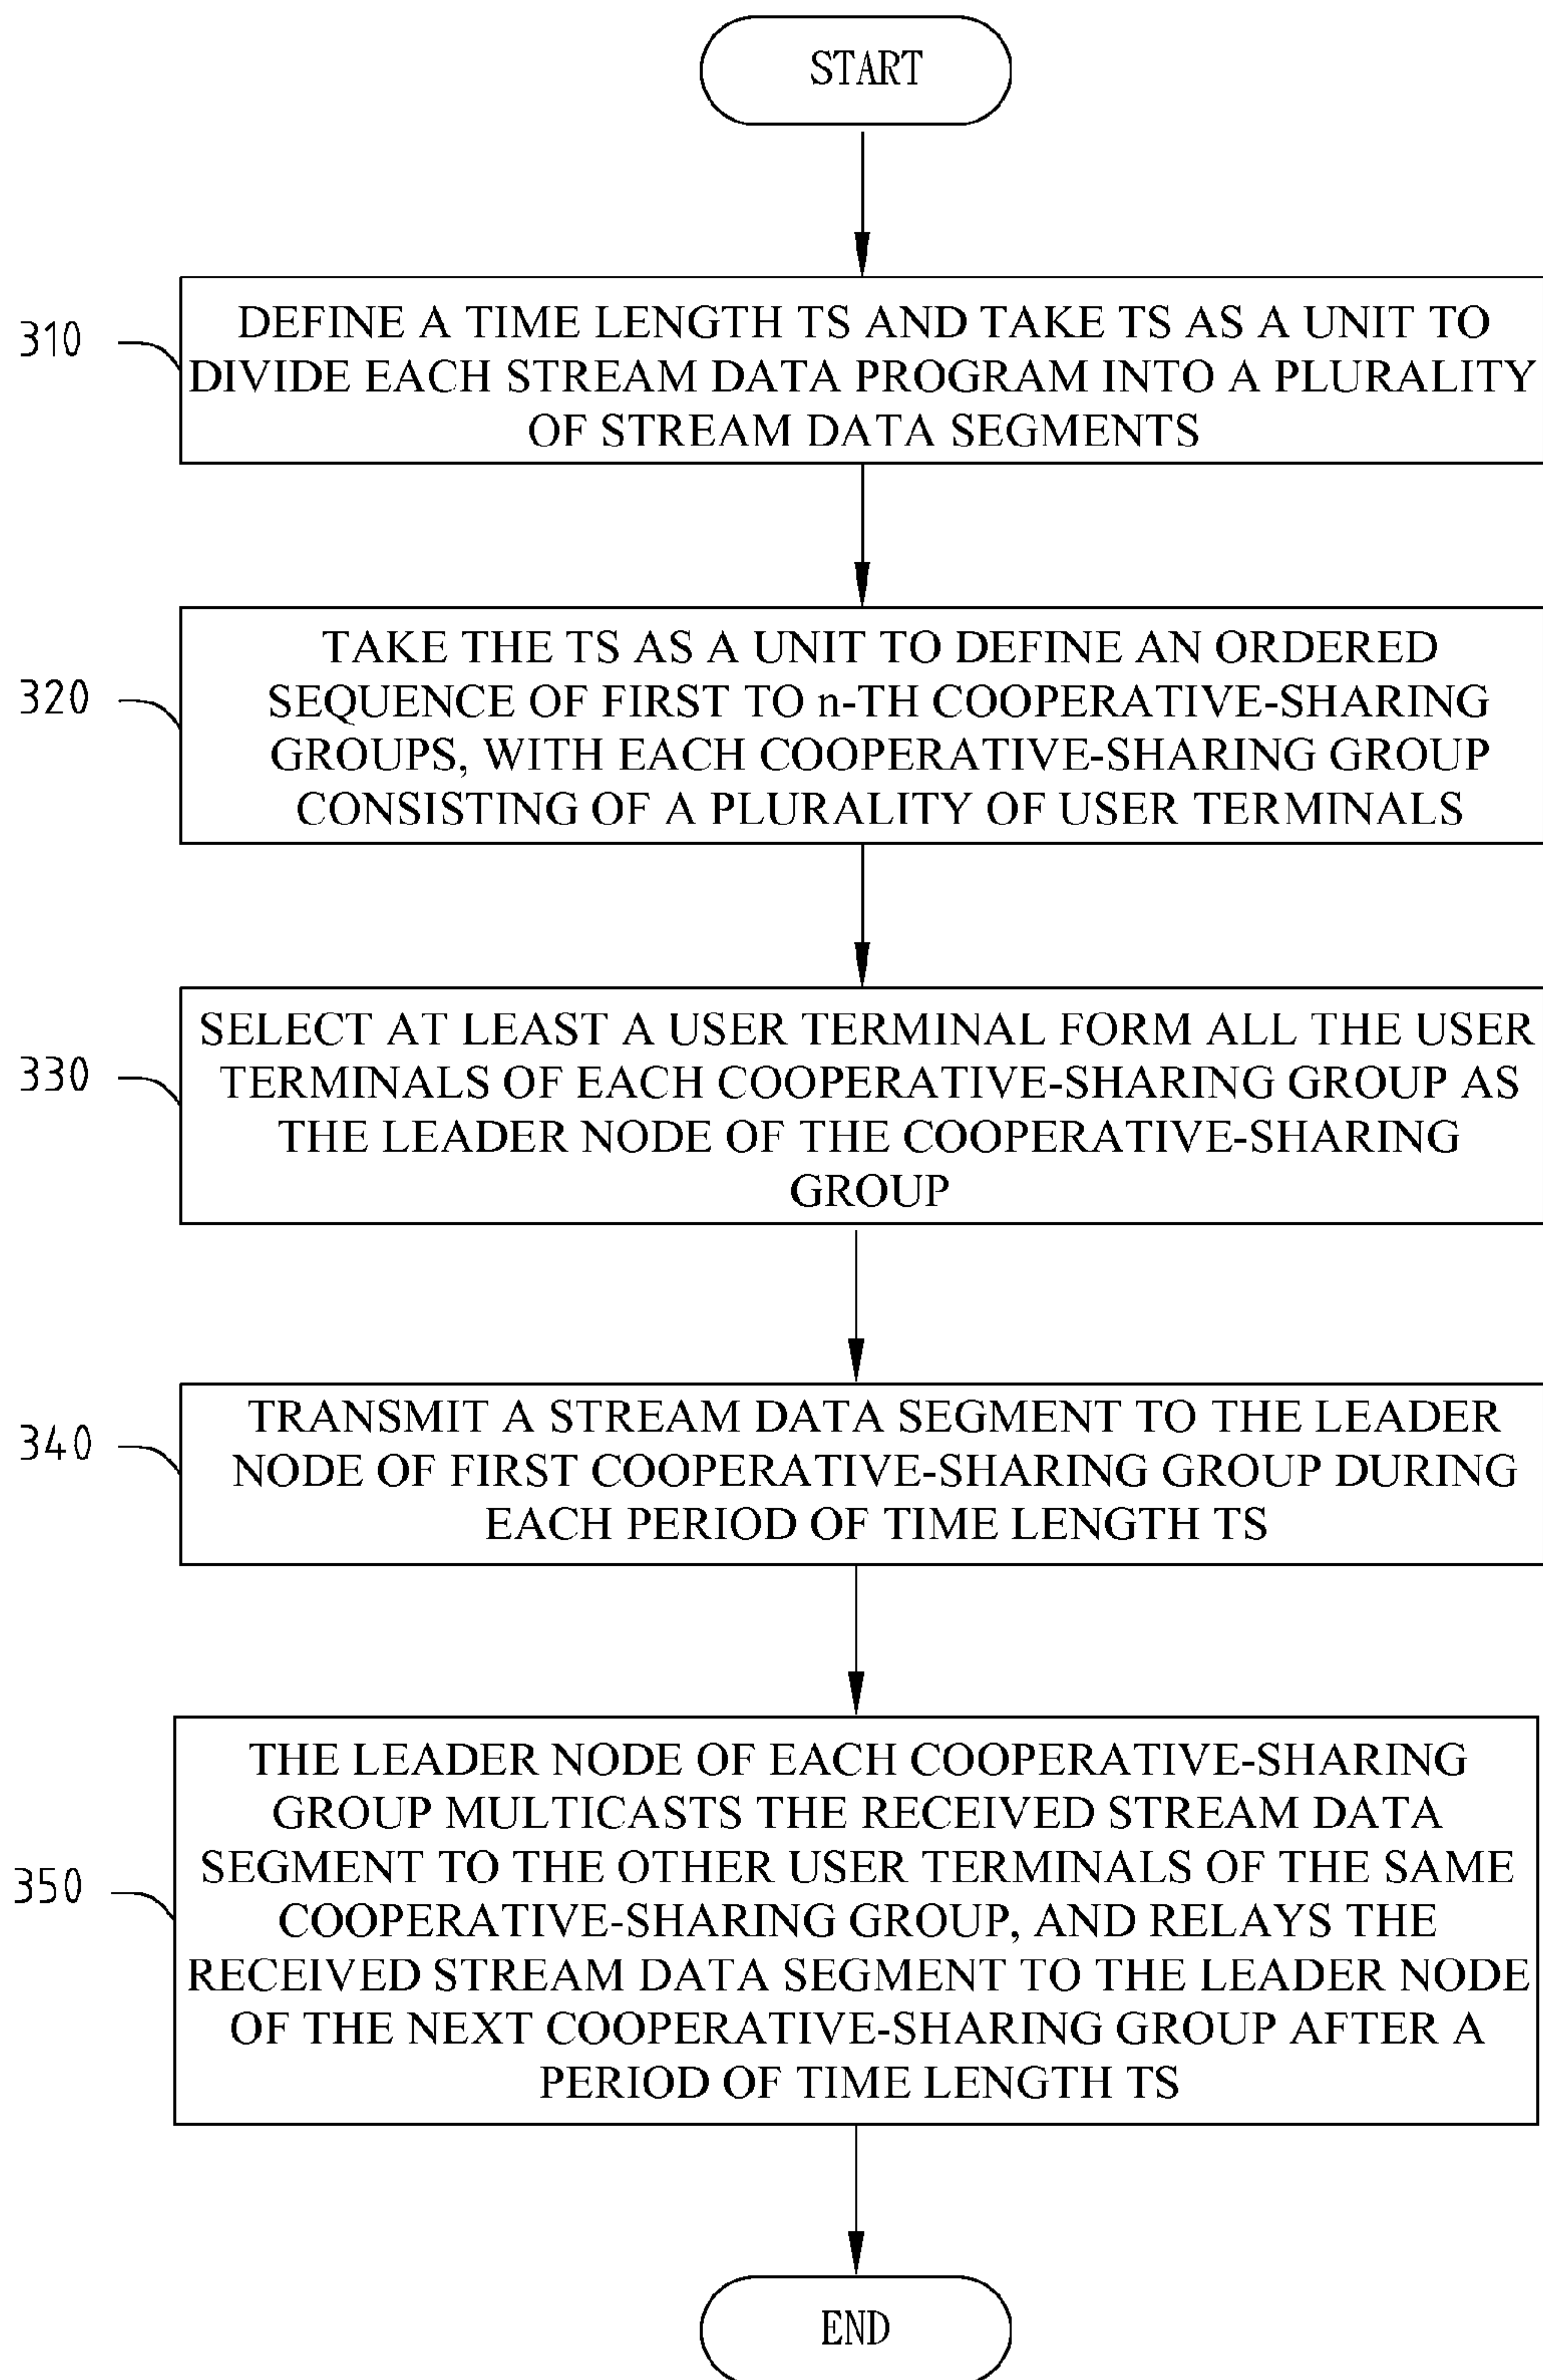 START
310
DEFINE A TIME LENGTH TS AND TAKE TS AS A UNIT TO
DIVIDE EACH STREAM DATA PROGRAM INTO A PLURALITY
OF STREAM DATA SEGMENTS
320
TAKE THE TS AS A UNIT TO DEFINE AN ORDERED
SEQUENCE OF FIRST TO n-TH COOPERATIVE-SHARING
GROUPS, WITH EACH COOPERATIVE-SHARING GROUP
CONSISTING OF A PLURALITY OF USER TERMINALS
330
SELECT AT LEAST A USER TERMINAL FORM ALL THE USER
TERMINALS OF EACH COOPERATIVE-SHARING GROUP AS
THE LEADER NODE OF THE COOPERATIVE-SHARING
GROUP
340
TRANSMIT A STREAM DATA SEGMENT TO THE LEADER
NODE OF FIRST COOPERATIVE-SHARING GROUP DURING
EACH PERIOD OF TIME LENGTH TS
350
THE LEADER NODE OF EACH COOPERATIVE-SHARING
GROUP MULTICASTS THE RECEIVED STREAM DATA
SEGMENT TO THE OTHER USER TERMINALS OF THE SAME
COOPERATIVE-SHARING GROUP, AND RELAYS THE
RECEIVED STREAM DATA SEGMENT TO THE LEADER NODE
OF THE NEXT COOPERATIVE-SHARING GROUP AFTER A
PERIOD OF TIME LENGTH TS
END